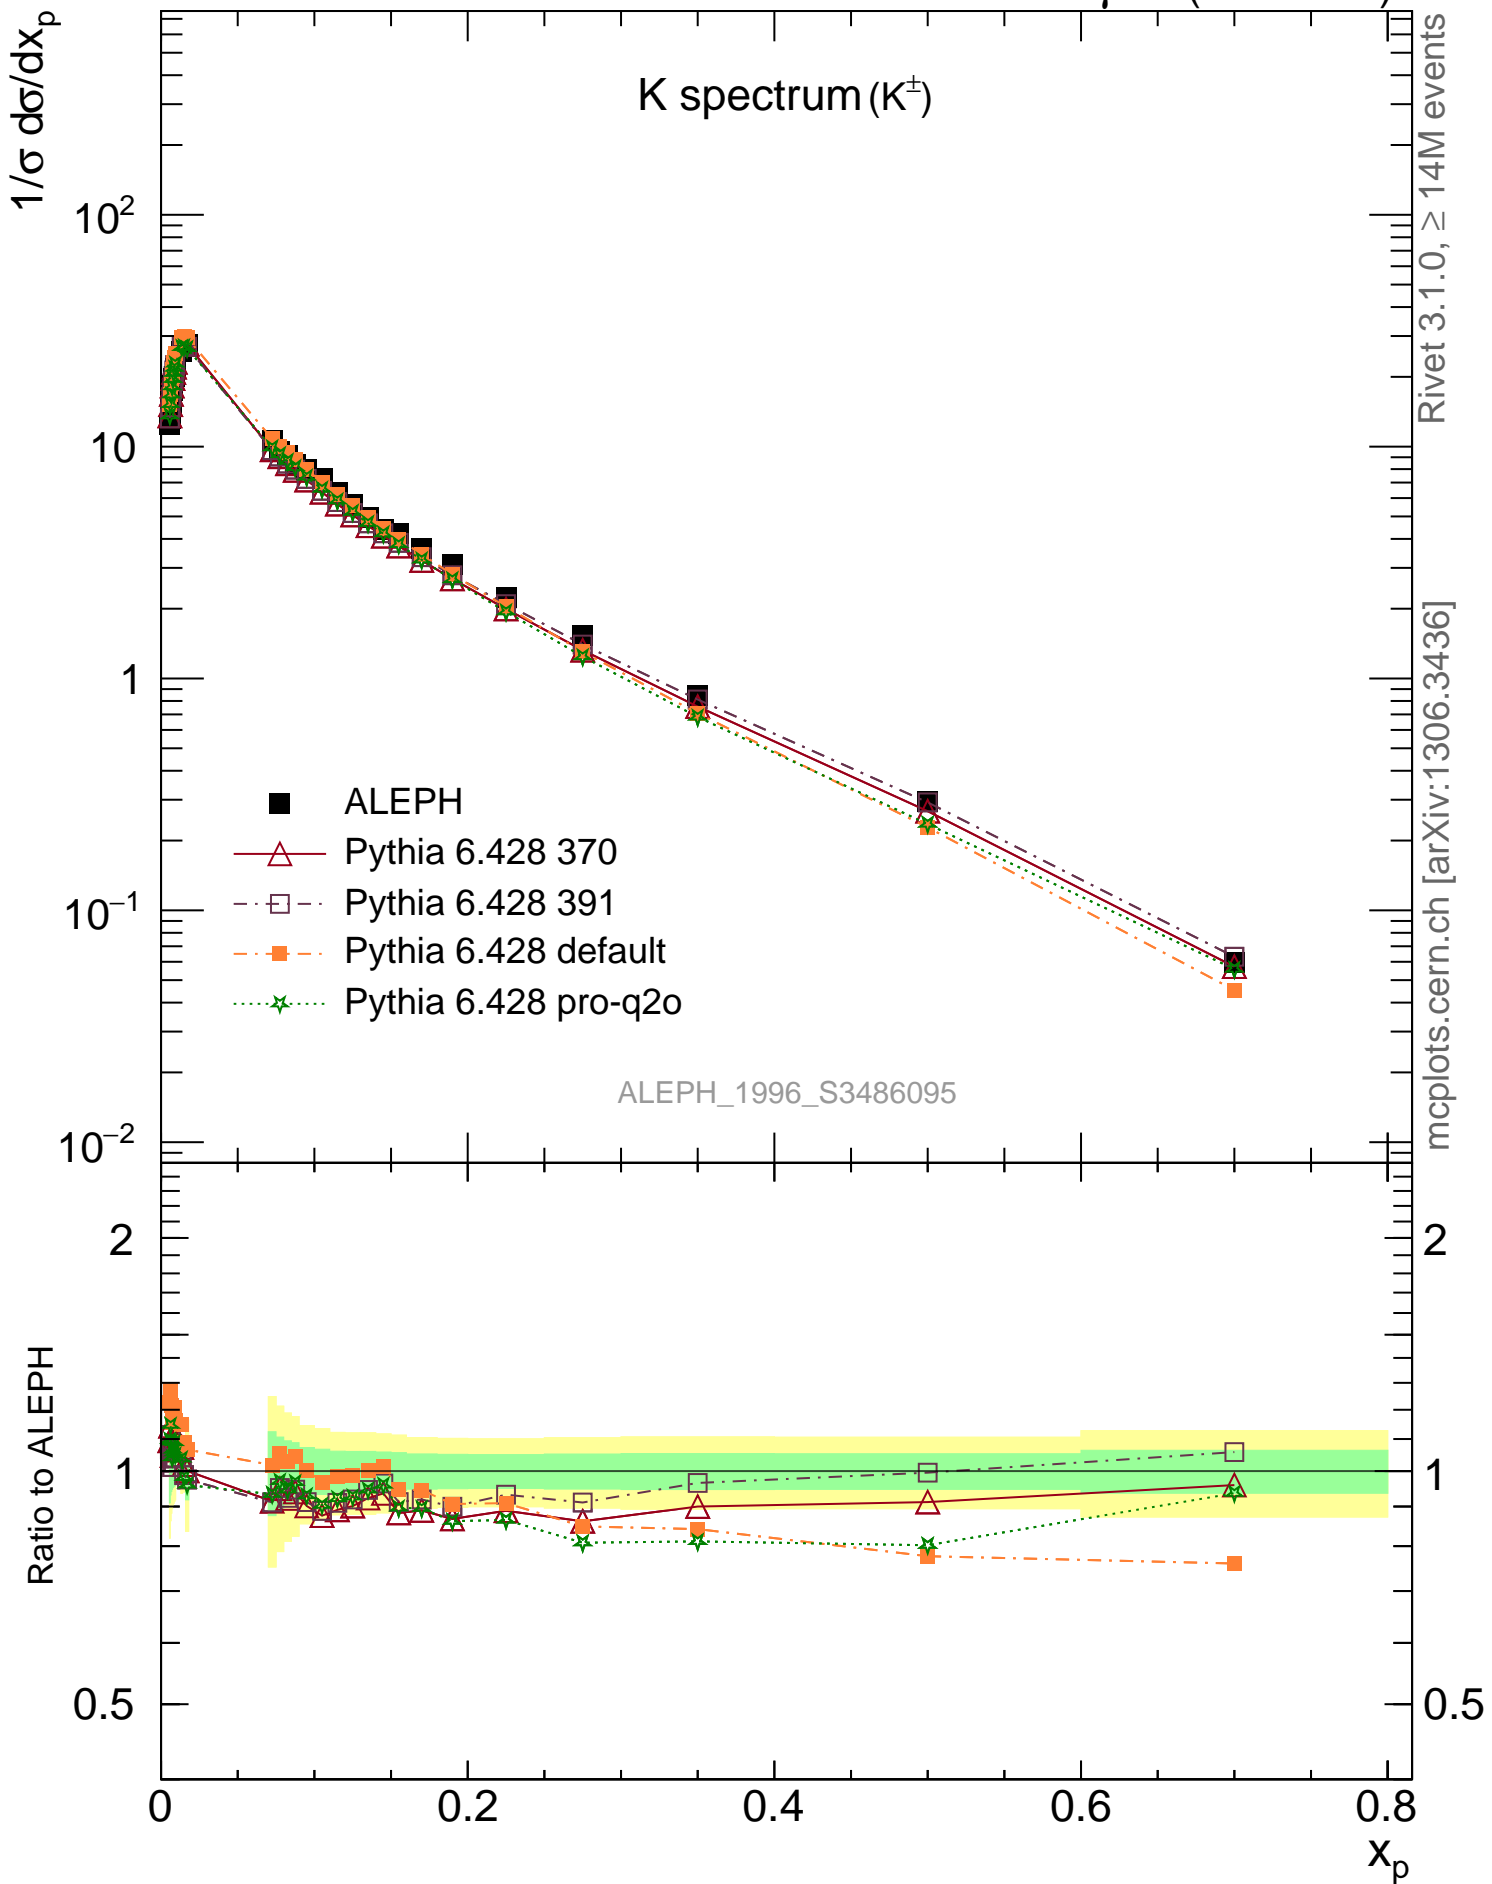 1/σ dσ/dx_p
K spectrum (K±)
10²
10
1
10⁻¹
10⁻²
ALEPH
Pythia 6.428 370
Pythia 6.428 391
Pythia 6.428 default
Pythia 6.428 pro-q2o
ALEPH_1996_S3486095
Rivet 3.1.0, ≥ 14M events
mcplots.cern.ch [arXiv:1306.3436]
Ratio to ALEPH
2
1
0.5
2
1
0.5
0
0.2
0.4
0.6
0.8
x_p